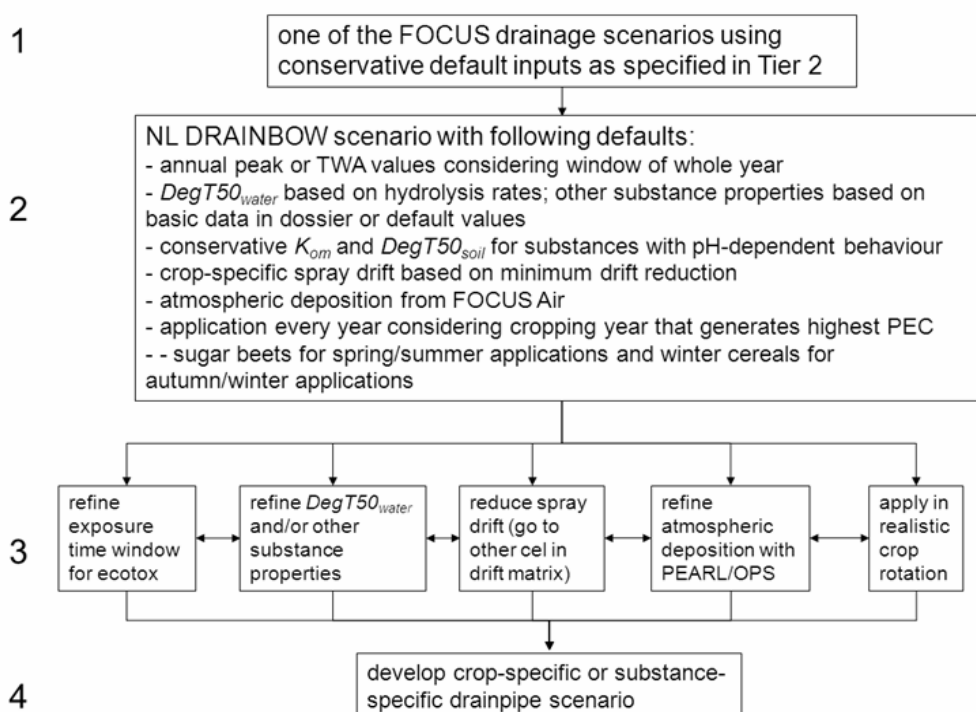 1
one of the FOCUS drainage scenarios using
conservative default inputs as specified in Tier 2
2
NL DRAINBOW scenario with following defaults:
- annual peak or TWA values considering window of whole year
- DegT50water based on hydrolysis rates; other substance properties based on
basic data in dossier or default values
- conservative Kom and DegT50soil for substances with pH-dependent behaviour
- crop-specific spray drift based on minimum drift reduction
- atmospheric deposition from FOCUS Air
- application every year considering cropping year that generates highest PEC
- - sugar beets for spring/summer applications and winter cereals for
autumn/winter applications
3
refine
exposure
time window
for ecotox
refine DegT50water
and/or other
substance
properties
reduce spray
drift (go to
other cel in
drift matrix)
refine
atmospheric
deposition with
PEARL/OPS
apply in
realistic
crop
rotation
4
develop crop-specific or substance-
specific drainpipe scenario